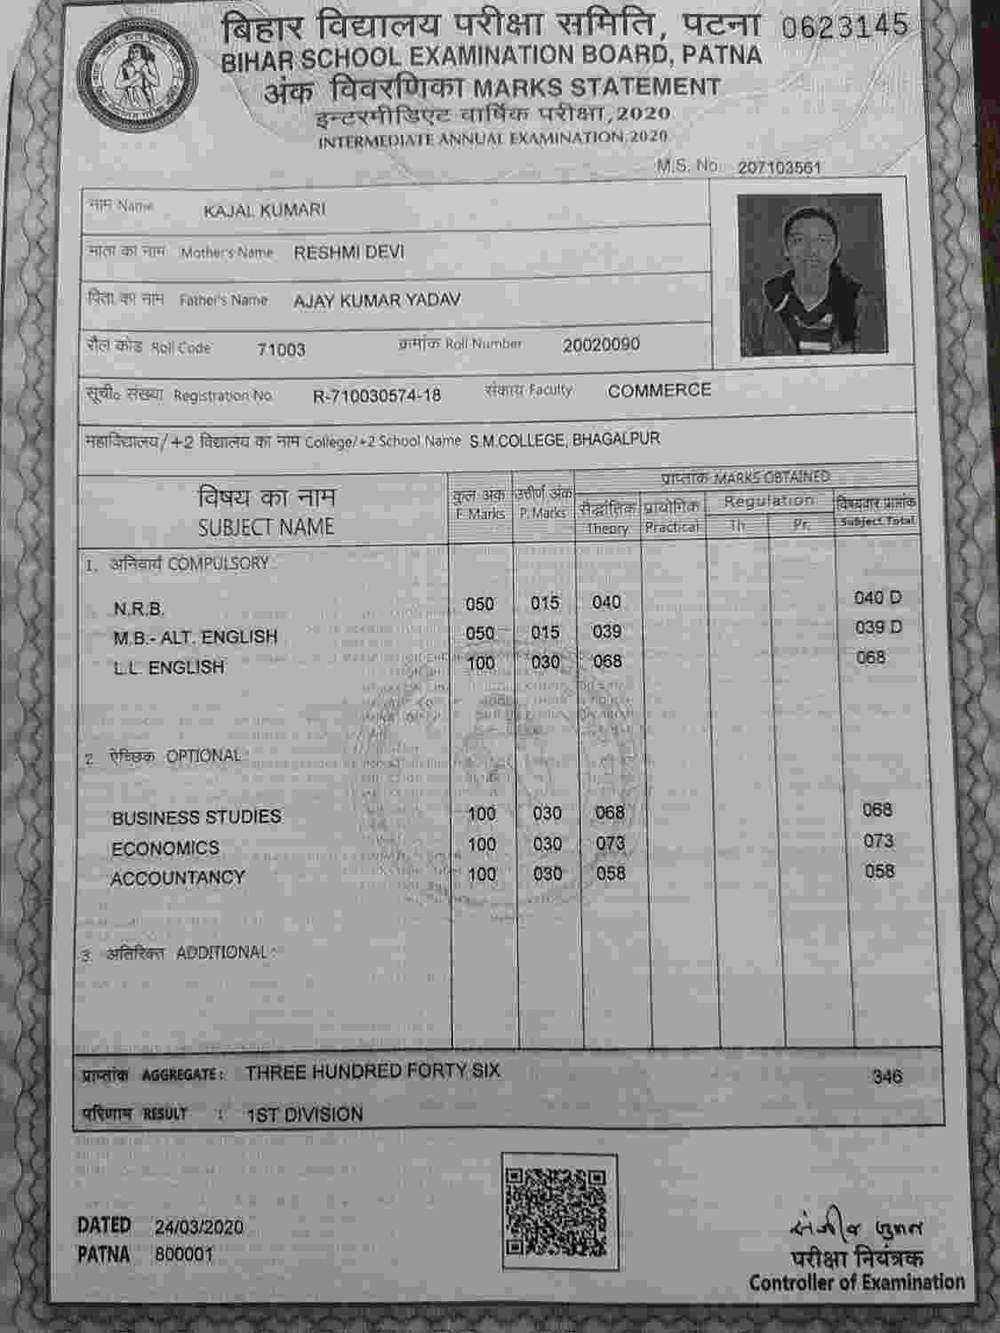 बिहार विद्यालय परीक्षा समिति, पटना 0623145
BIHAR SCHOOL EXAMINATION BOARD, PATNA
अंक विवरणिका MARKS STATEMENT
इन्टरमीडिएट वार्षिक परीक्षा, 2020
INTERMEDIATE ANNUAL EXAMINATION, 2020
M.S. No. 207103561
नाम Name KAJAL KUMARI
माता का नाम Mother's Name RESHMI DEVI
पिता का नाम Father's Name AJAY KUMAR YADAV
रौल कोड Roll Code 71003 क्रमांक Roll Number 20020090
सूची० संख्या Registration No. R-710030574-18 संकाय Faculty COMMERCE
महाविद्यालय/+2 विद्यालय का नाम College/+2 School Name S.M.COLLEGE, BHAGALPUR
विषय का नाम कुल अंक उत्तीर्ण अंक प्राप्तांक MARKS OBTAINED
SUBJECT NAME F. Marks P. Marks सैद्धांतिक प्रायोगिक Regulation विषयवार प्राप्तांक
Theory Practical Th Pr. Subject Total
1. अनिवार्य COMPULSORY
N.R.B. 050 015 040 040 D
M.B.- ALT. ENGLISH 050 015 039 039 D
L.L. ENGLISH 100 030 068 068
2. ऐच्छिक OPTIONAL
BUSINESS STUDIES 100 030 068 068
ECONOMICS 100 030 073 073
ACCOUNTANCY 100 030 058 058
3. अतिरिक्त ADDITIONAL :
प्राप्तांक AGGREGATE : THREE HUNDRED FORTY SIX 346
परिणाम RESULT : 1ST DIVISION
DATED 24/03/2020
PATNA 800001
परीक्षा नियंत्रक
Controller of Examination